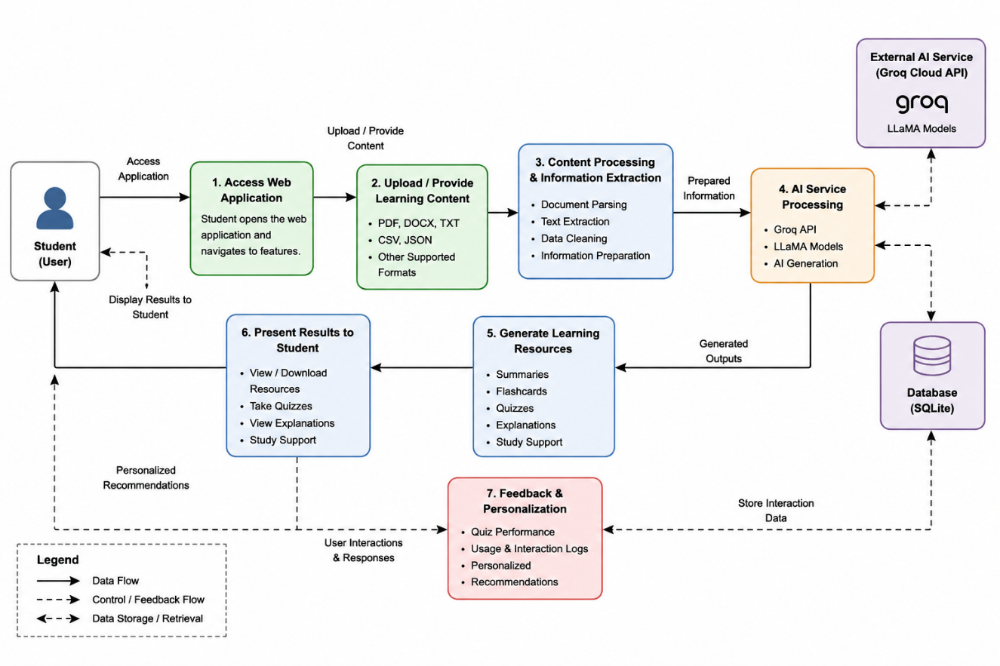 External AI Service
(Groq Cloud API)
groq
LLaMA Models
Student
(User)
Access
Application
1. Access Web
Application
Student opens the web
application and
navigates to features.
Upload / Provide
Content
2. Upload / Provide
Learning Content
• PDF, DOCX, TXT
• CSV, JSON
• Other Supported
Formats
3. Content Processing
& Information Extraction
• Document Parsing
• Text Extraction
• Data Cleaning
• Information Preparation
Prepared
Information
4. AI Service
Processing
• Groq API
• LLaMA Models
• AI Generation
Display Results to
Student
6. Present Results to
Student
• View / Download
Resources
• Take Quizzes
• View Explanations
• Study Support
5. Generate Learning
Resources
• Summaries
• Flashcards
• Quizzes
• Explanations
• Study Support
Generated
Outputs
Database
(SQLite)
Personalized
Recommendations
User Interactions
& Responses
7. Feedback &
Personalization
• Quiz Performance
• Usage & Interaction Logs
• Personalized
• Recommendations
Store Interaction
Data
Legend
Data Flow
Control / Feedback Flow
Data Storage / Retrieval